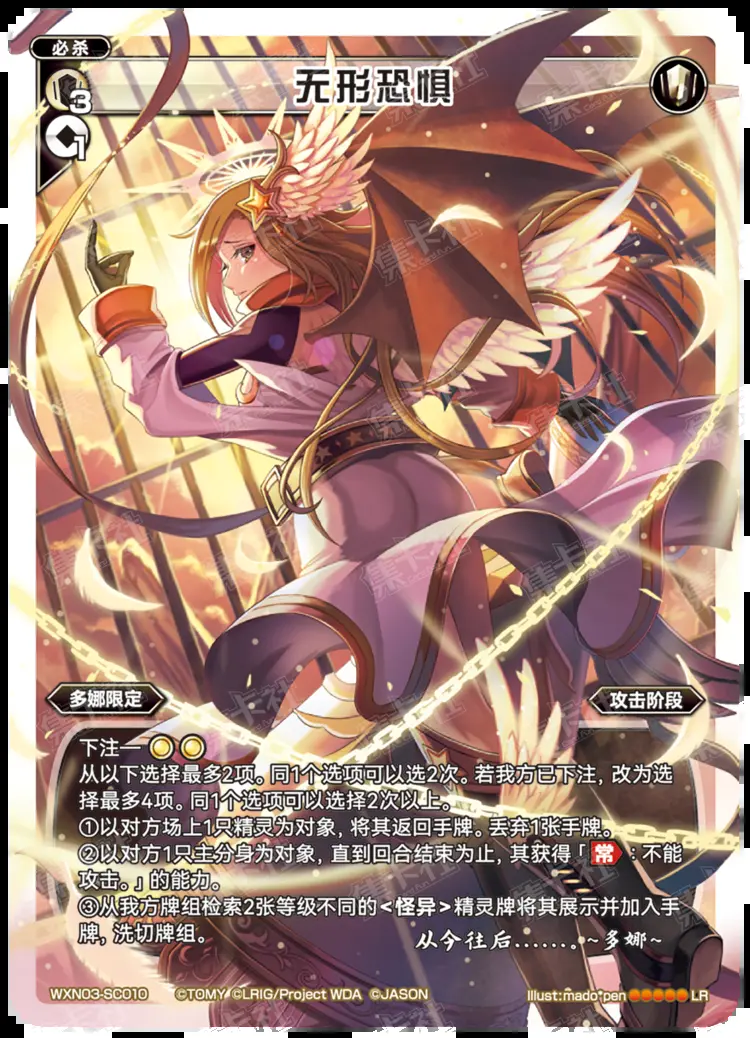 必杀
无形恐惧
3
1
多娜限定
攻击阶段
下注—
从以下选择最多2项。同1个选项可以选2次。若我方已下注，改为选
择最多4项。同1个选项可以选择2次以上。
①以对方场上1只精灵为对象，将其返回手牌。丢弃1张手牌。
②以对方1只主分身为对象，直到回合结束为止，其获得「常：不能
攻击。」的能力。
③从我方牌组检索2张等级不同的<怪异>精灵牌将其展示并加入手
牌，洗切牌组。
从今往后……。~多娜~
WXN03-SC010 ©TOMY ©LRIG/Project WDA ©JASON
Illust:mado*pen LR
集卡社